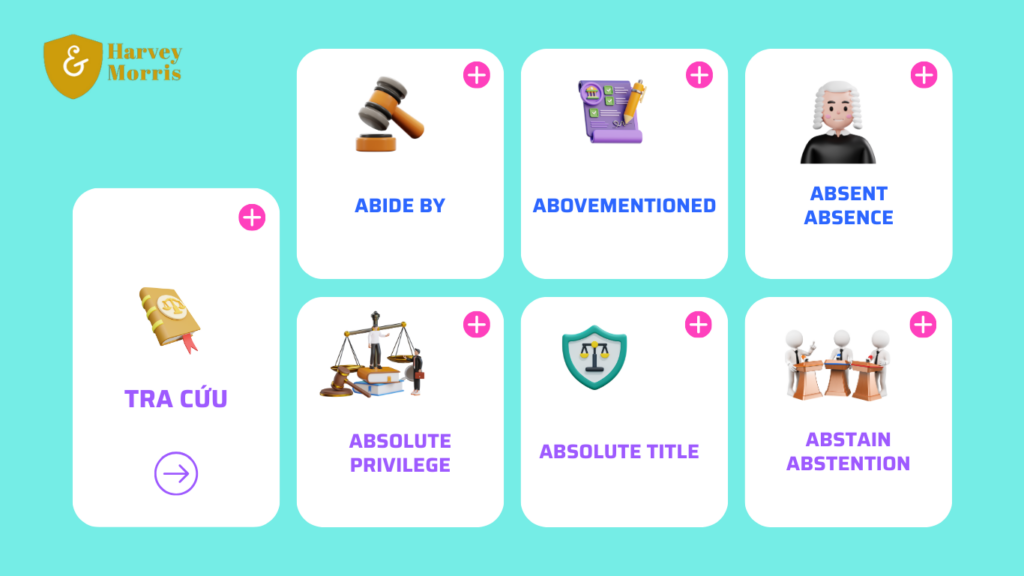 &
Harvey
Morris
ABIDE BY
ABOVEMENTIONED
ABSENT
ABSENCE
TRA CỨU
ABSOLUTE
PRIVILEGE
ABSOLUTE TITLE
ABSTAIN
ABSTENTION